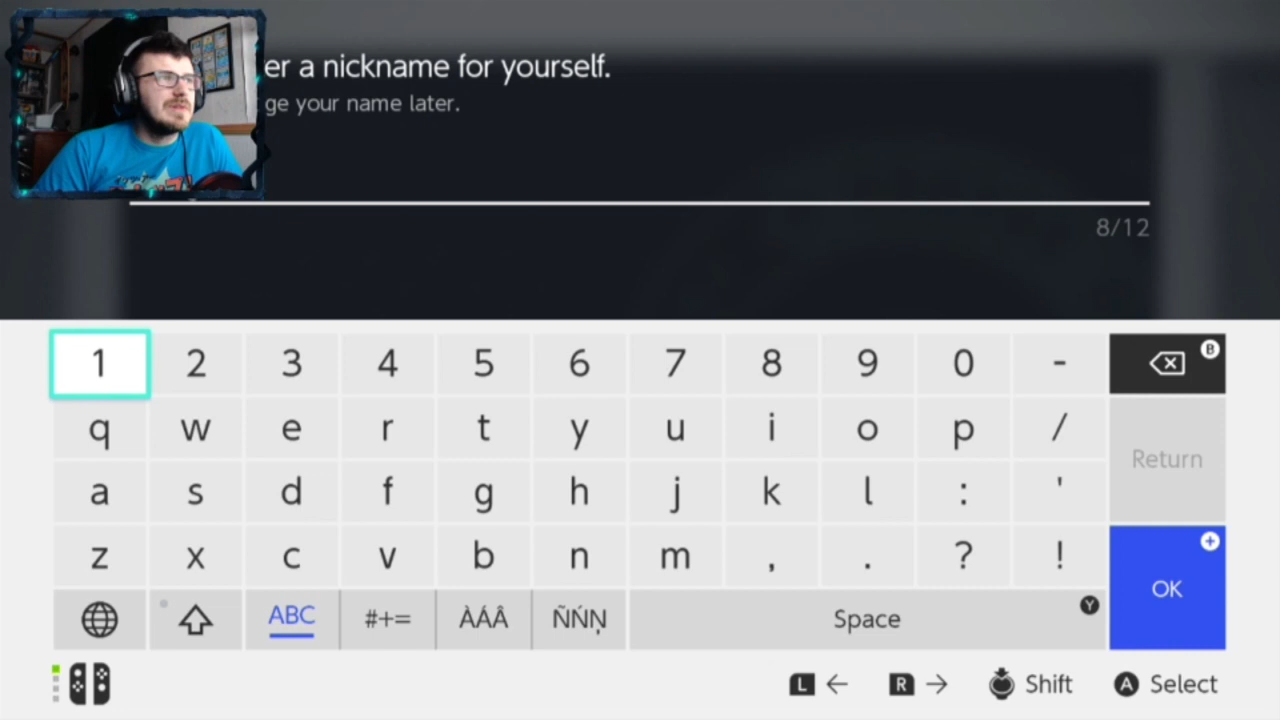 er a nickname for yourself.
ge your name later.
8/12
1 2 3 4 5 6 7 8 9 0 -
B
q w e r t y u i o p /
Return
a s d f g h j k l : '
z x c v b n m , . ? !
+
OK
ABC #+= ÀÁÂ ÑŃŅ Space Y
L ← R → Shift A Select